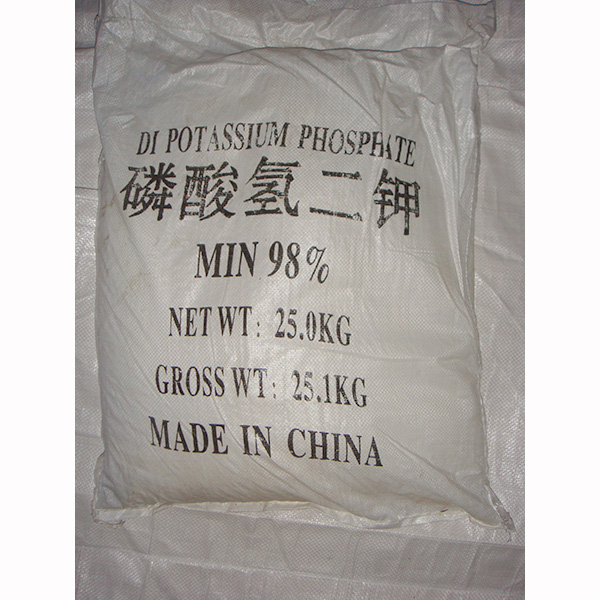 DI POTASSIUM PHOSPHATE
磷酸氢二钾
MIN 98%
NET WT: 25.0KG
GROSS WT: 25.1KG
MADE IN CHINA